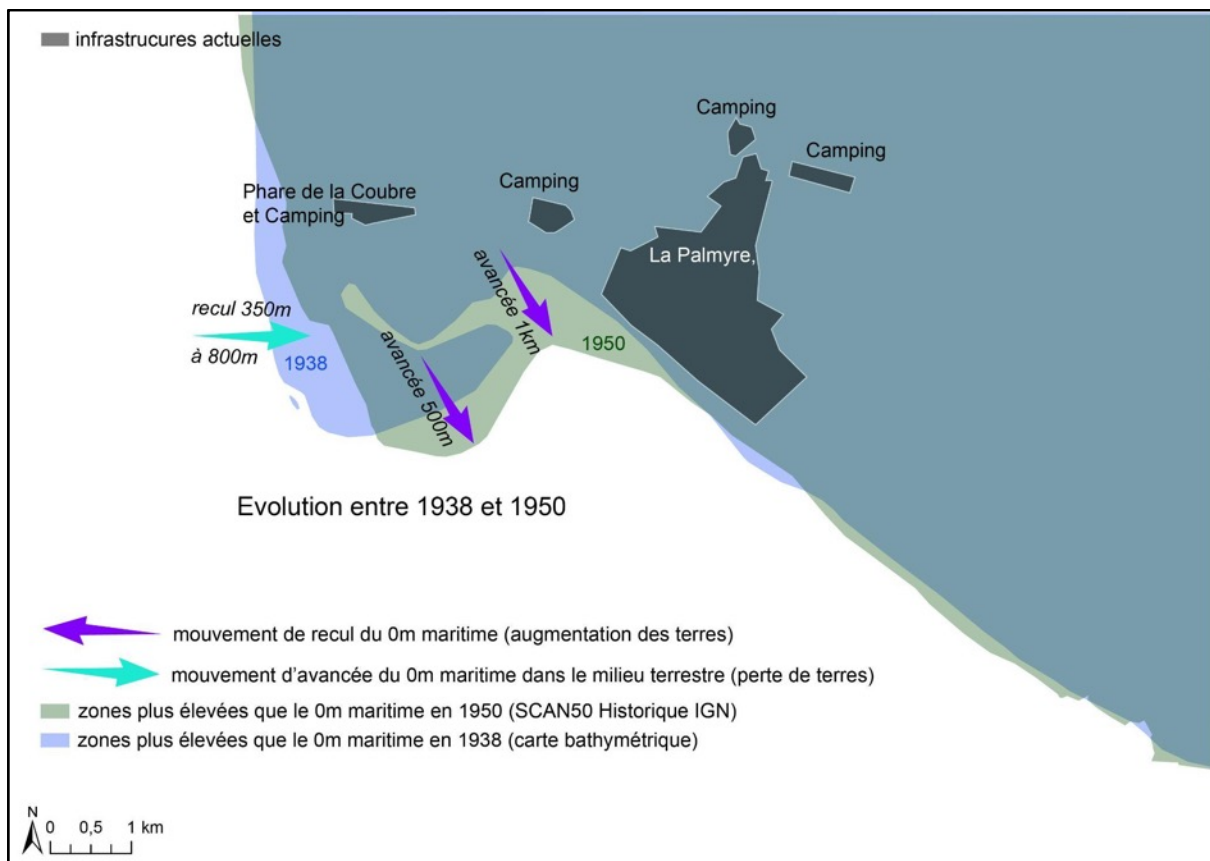 infrastrucures actuelles
Camping
Camping
Phare de la Coubre
et Camping
Camping
La Palmyre,
avancée 1km
recul 350m
à 800m
1938
avancée 500m
1950
Evolution entre 1938 et 1950
mouvement de recul du 0m maritime (augmentation des terres)
mouvement d'avancée du 0m maritime dans le milieu terrestre (perte de terres)
zones plus élevées que le 0m maritime en 1950 (SCAN50 Historique IGN)
zones plus élevées que le 0m maritime en 1938 (carte bathymétrique)
N
0 0,5 1 km